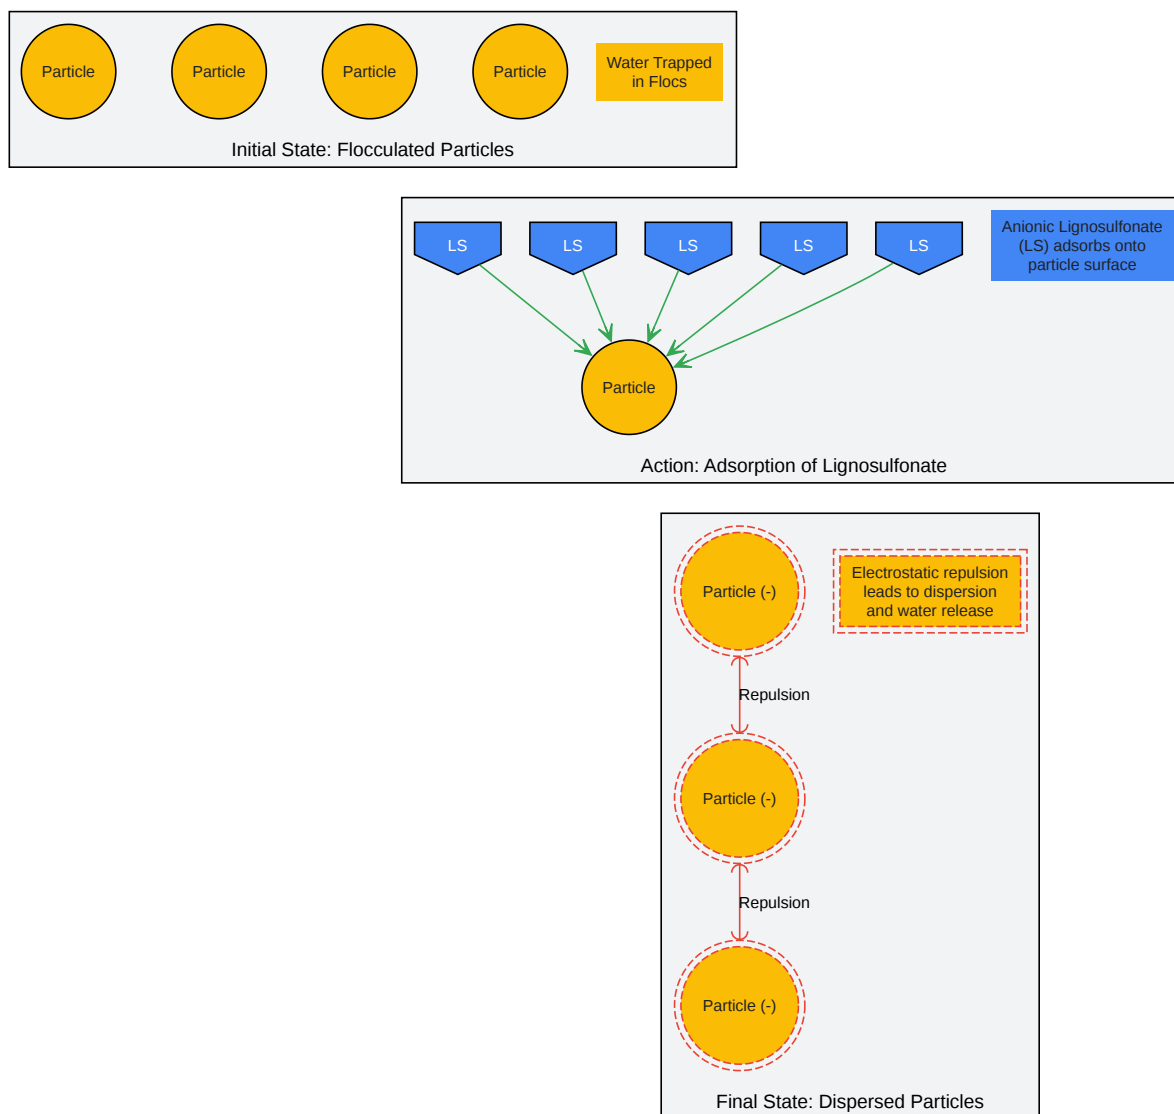 Particle
Particle
Particle
Particle
Water Trapped
in Flocs
Initial State: Flocculated Particles
LS
LS
LS
LS
LS
Anionic Lignosulfonate
(LS) adsorbs onto
particle surface
Particle
Action: Adsorption of Lignosulfonate
Particle (-)
Electrostatic repulsion
leads to dispersion
and water release
Repulsion
Particle (-)
Repulsion
Particle (-)
Final State: Dispersed Particles